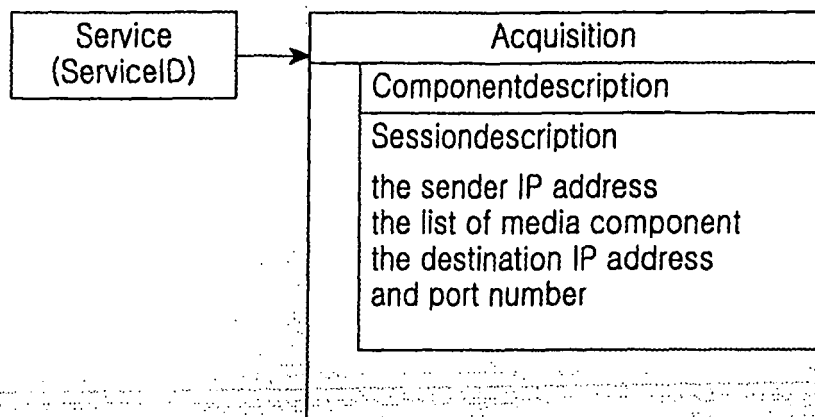 Service
(ServiceID)
Acquisition
Componentdescription
Sessiondescription
the sender IP address
the list of media component
the destination IP address
and port number